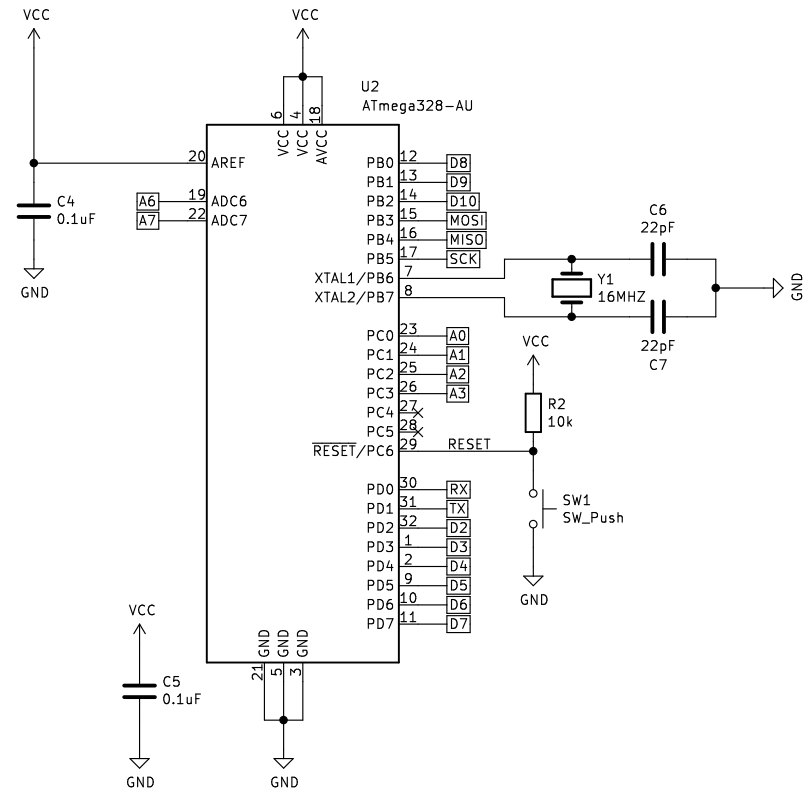 VCC
VCC
U2
ATmega328-AU
6
4
18
VCC
VCC
AVCC
20
AREF
C4
0.1uF
GND
A6
19
ADC6
A7
22
ADC7
PB0
12
D8
PB1
13
D9
PB2
14
D10
PB3
15
MOSI
PB4
16
MISO
PB5
17
SCK
XTAL1/PB6
7
XTAL2/PB7
8
C6
22pF
Y1
16MHZ
GND
22pF
C7
PC0
23
A0
PC1
24
A1
PC2
25
A2
PC3
26
A3
PC4
27
PC5
28
RESET/PC6
29
RESET
VCC
R2
10k
SW1
SW_Push
GND
PD0
30
RX
PD1
31
TX
PD2
32
D2
PD3
1
D3
PD4
2
D4
PD5
9
D5
PD6
10
D6
PD7
11
D7
VCC
C5
0.1uF
GND
GND
GND
GND
21
5
3
GND